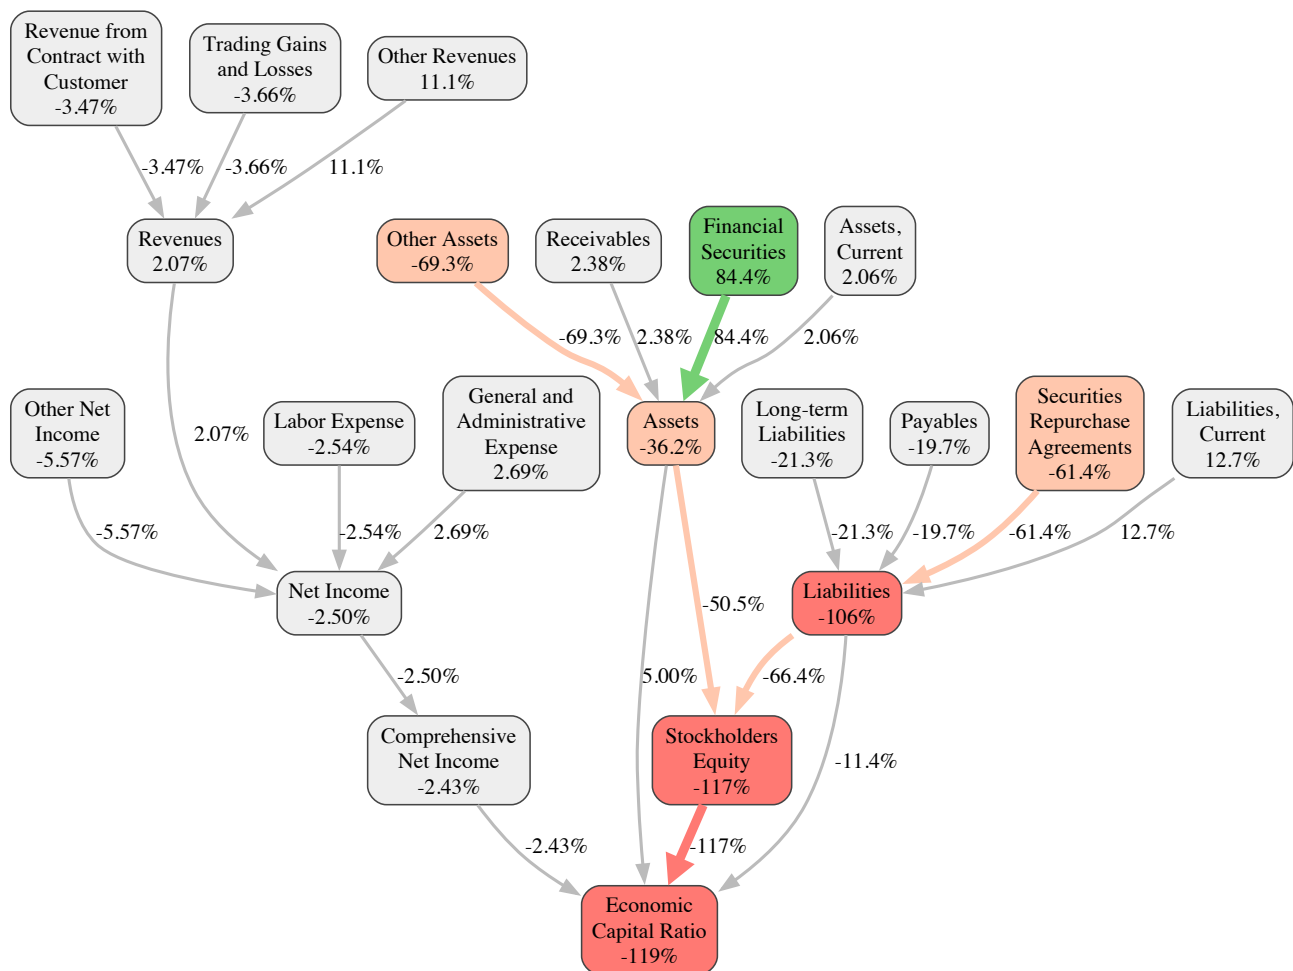 Revenue from
Contract with
Customer
-3.47%
Trading Gains
and Losses
-3.66%
Other Revenues
11.1%
-3.47%
-3.66%
11.1%
Revenues
2.07%
Other Assets
-69.3%
Receivables
2.38%
Financial
Securities
84.4%
Assets,
Current
2.06%
-69.3%
2.38%
84.4%
2.06%
Other Net
Income
-5.57%
2.07%
Labor Expense
-2.54%
General and
Administrative
Expense
2.69%
Assets
-36.2%
Long-term
Liabilities
-21.3%
Payables
-19.7%
Securities
Repurchase
Agreements
-61.4%
Liabilities,
Current
12.7%
-5.57%
-2.54%
2.69%
-21.3%
-19.7%
-61.4%
12.7%
Net Income
-2.50%
-50.5%
Liabilities
-106%
-2.50%
5.00%
-66.4%
Comprehensive
Net Income
-2.43%
Stockholders
Equity
-117%
-11.4%
-2.43%
-117%
Economic
Capital Ratio
-119%